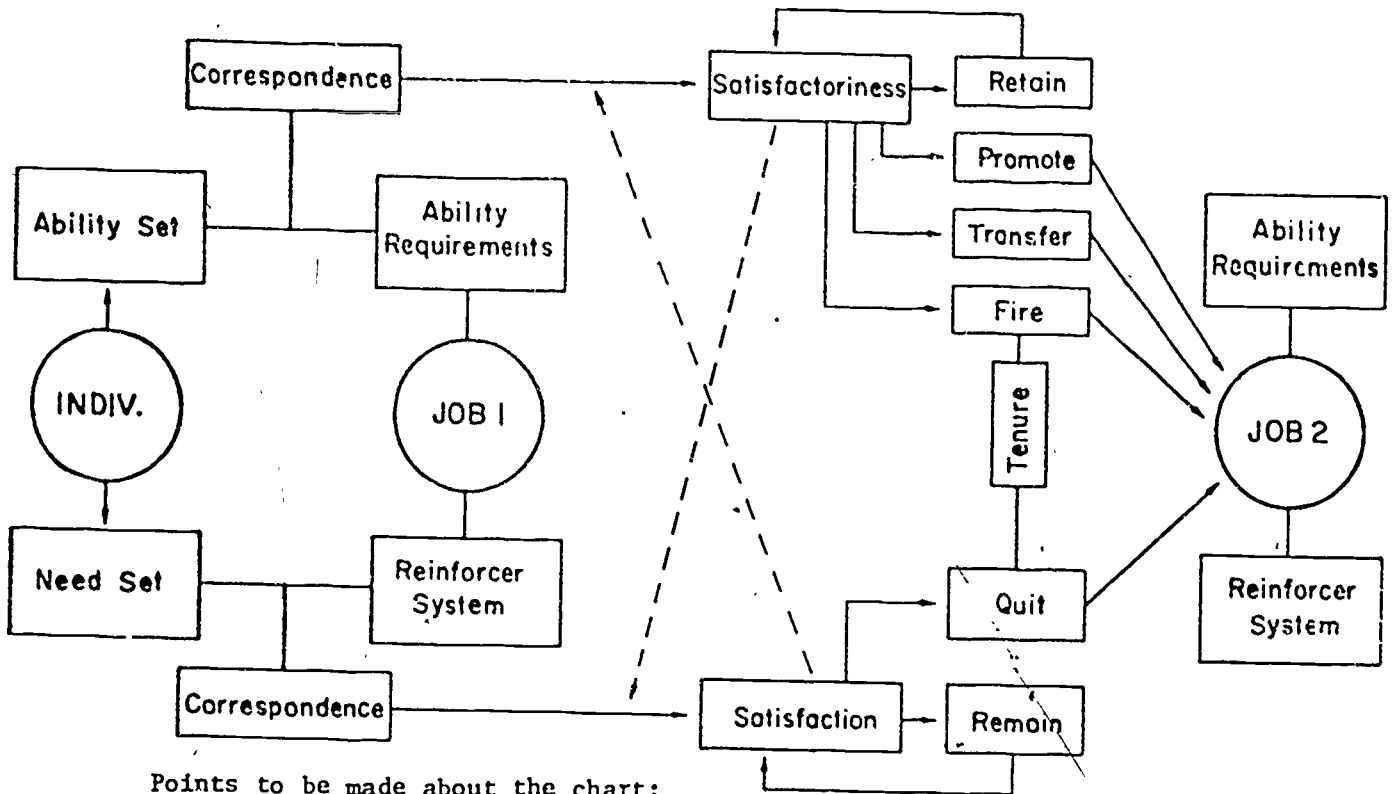 Correspondence
Satisfactoriness
Retain
Promote
Ability Set
Ability
Requirements
Transfer
Ability
Requirements
Fire
INDIV.
JOB 1
Tenure
JOB 2
Need Set
Reinforcer
System
Quit
Reinforcer
System
Correspondence
Satisfaction
Remain
Points to be made about the chart: